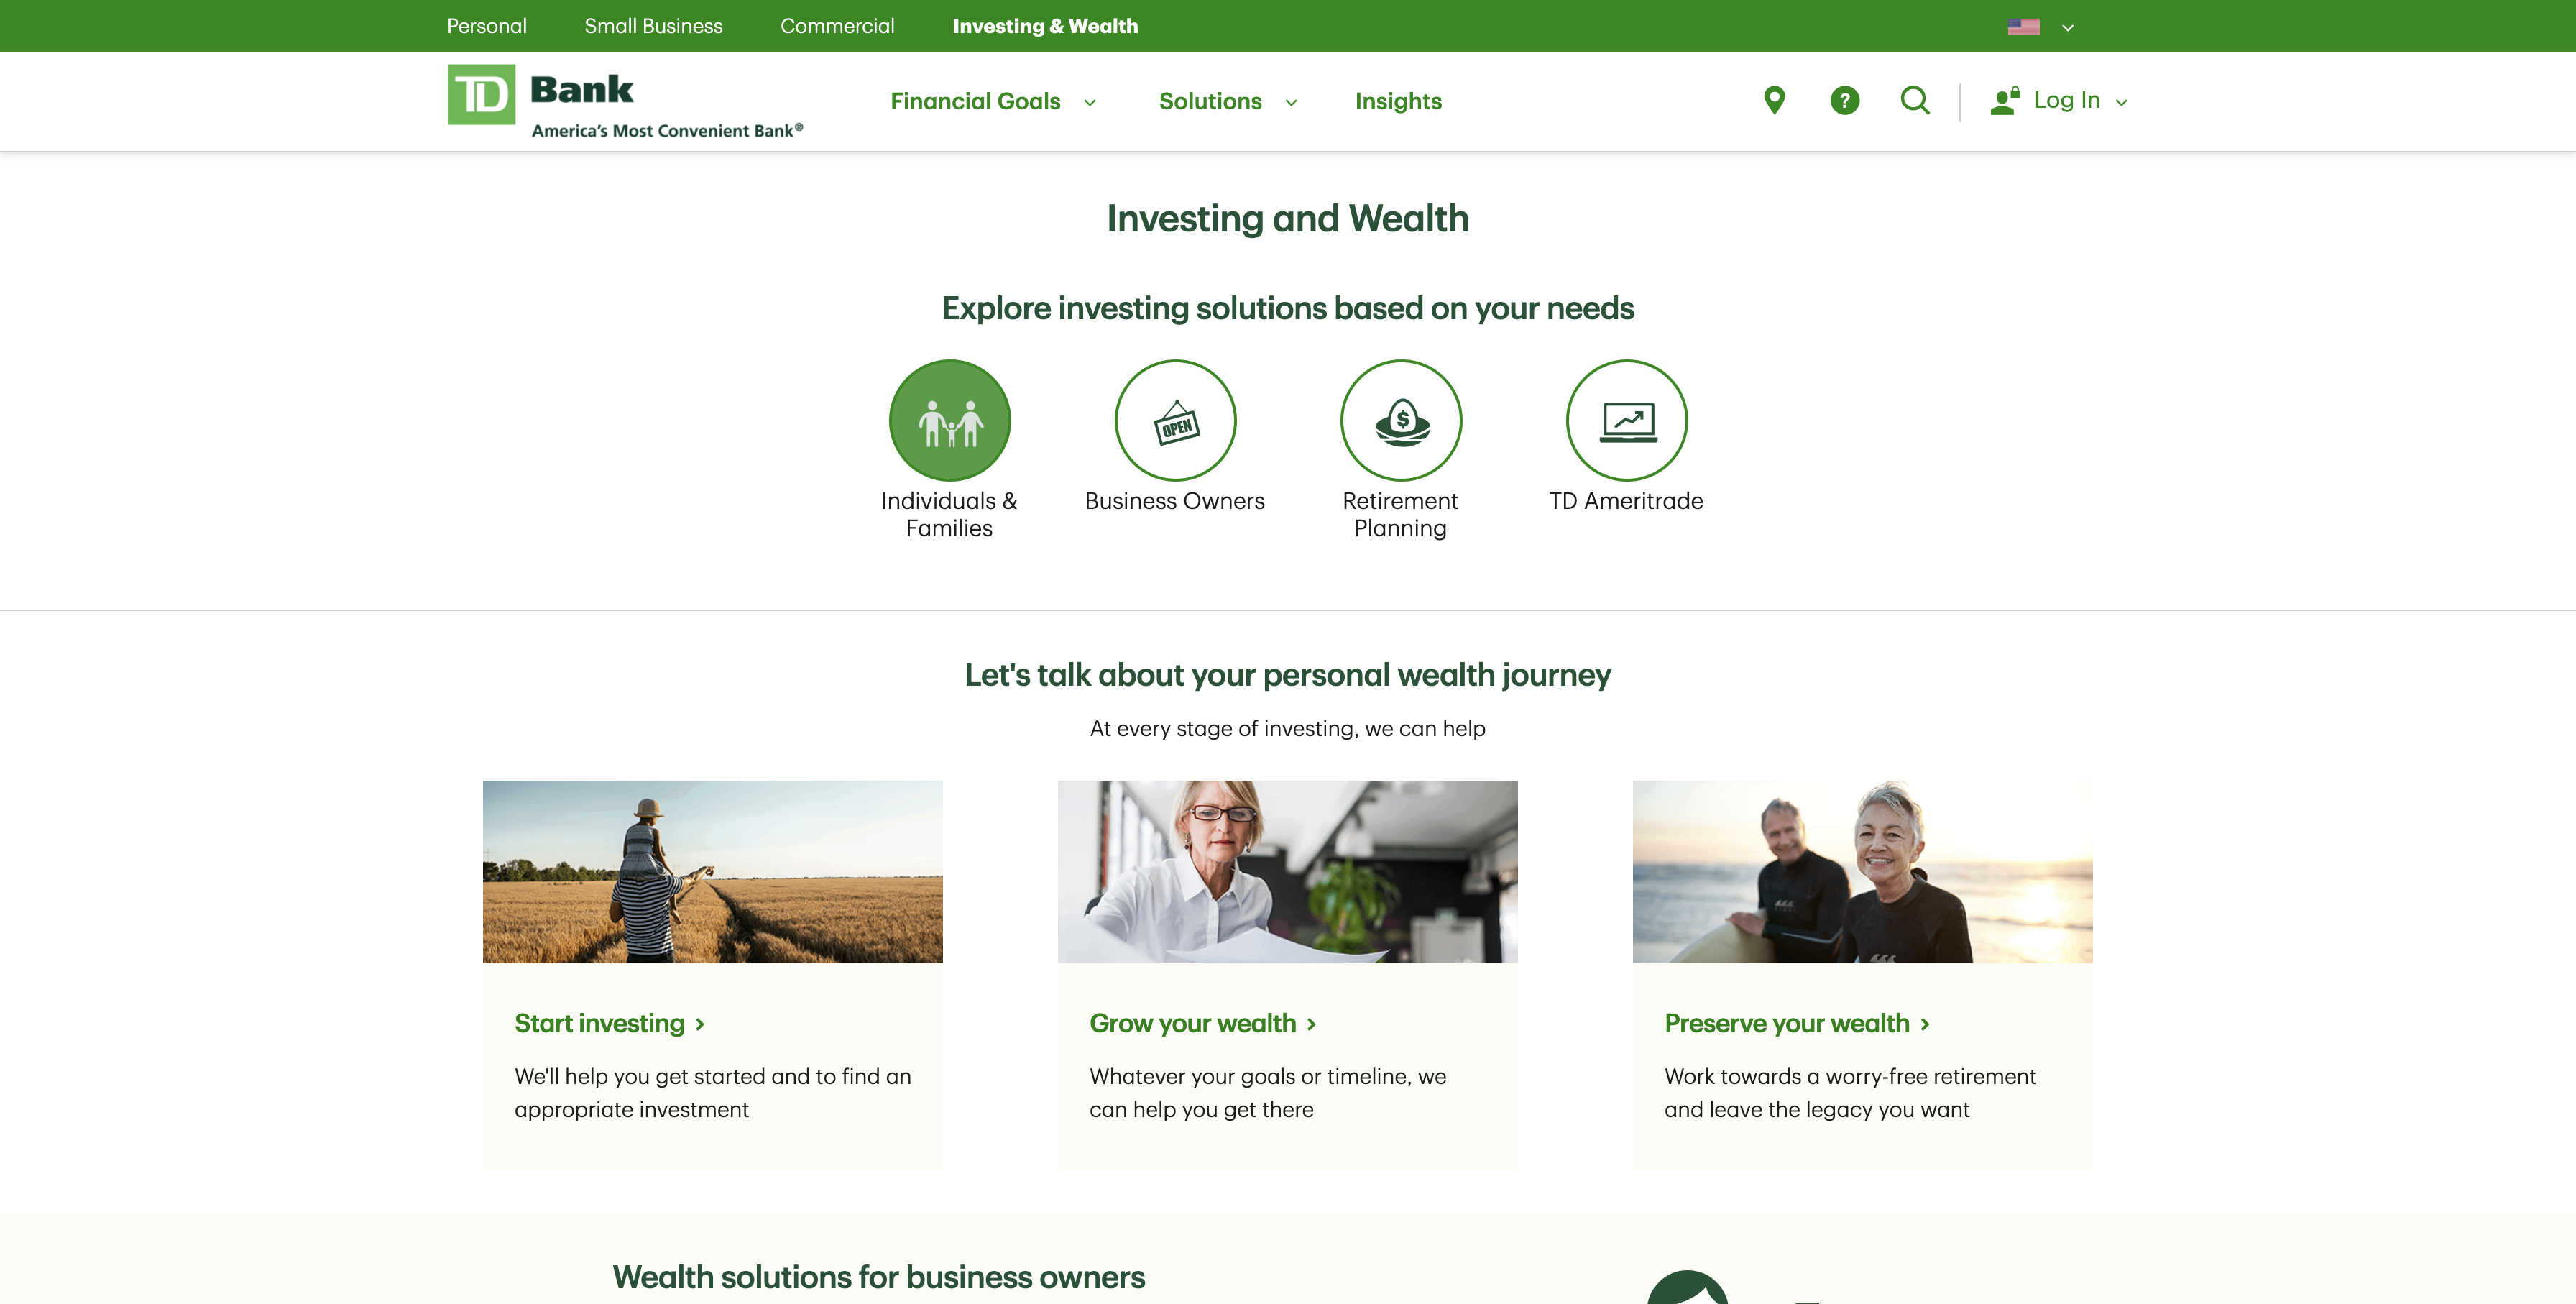 Personal Small Business Commercial Investing & Wealth
TD Bank
America's Most Convenient Bank®
Financial Goals Solutions Insights
? Log In
Investing and Wealth
Explore investing solutions based on your needs
OPEN
$
Individuals & Families
Business Owners
Retirement Planning
TD Ameritrade
Let's talk about your personal wealth journey
At every stage of investing, we can help
Start investing
We'll help you get started and to find an
appropriate investment
Grow your wealth
Whatever your goals or timeline, we
can help you get there
Preserve your wealth
Work towards a worry-free retirement
and leave the legacy you want
Wealth solutions for business owners